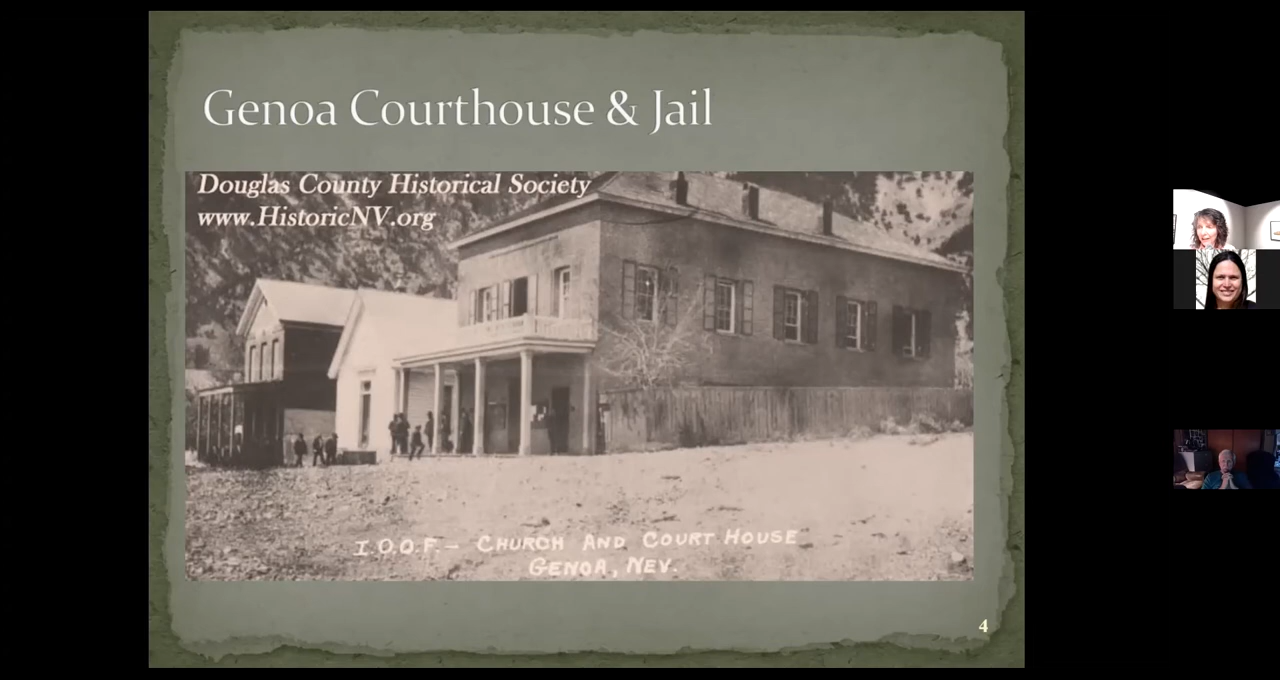 Genoa Courthouse & Jail
Douglas County Historical Society
www.HistoricNV.org
I.O.O.F. – CHURCH AND COURT HOUSE
GENOA, NEV.
4